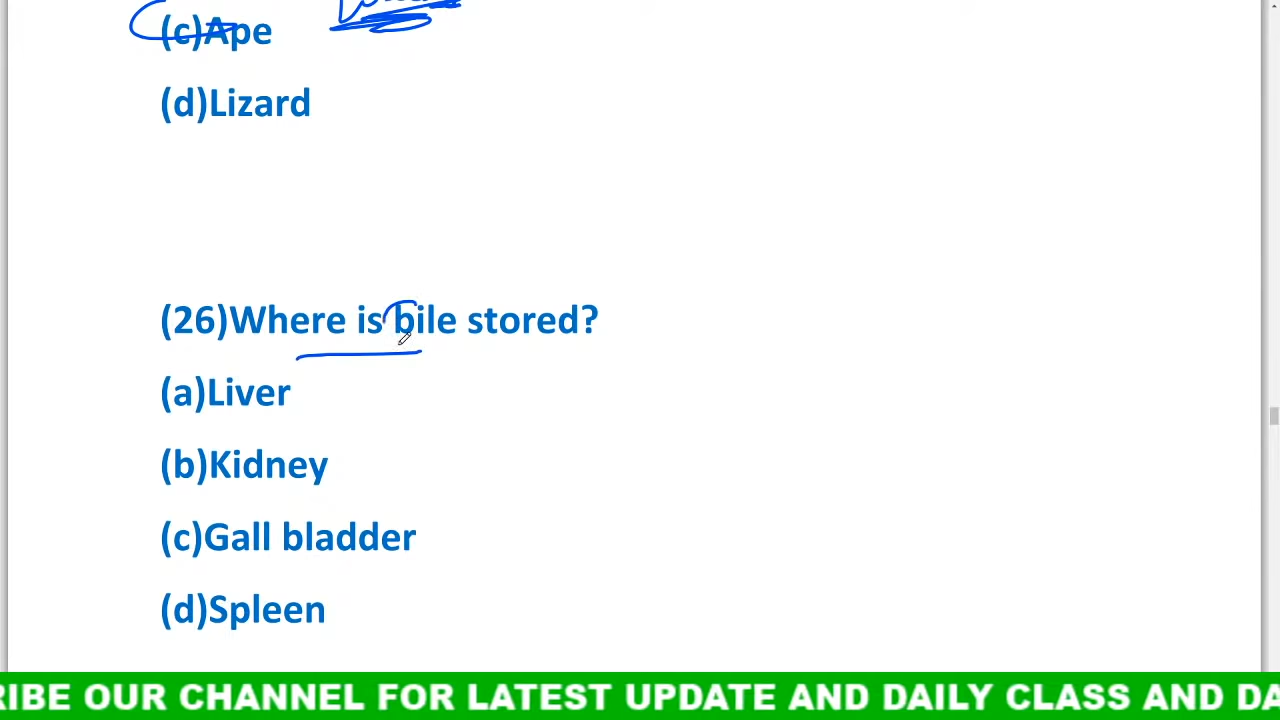 (c)Ape
(d)Lizard
(26)Where is bile stored?
(a)Liver
(b)Kidney
(c)Gall bladder
(d)Spleen
RIBE OUR CHANNEL FOR LATEST UPDATE AND DAILY CLASS AND DA